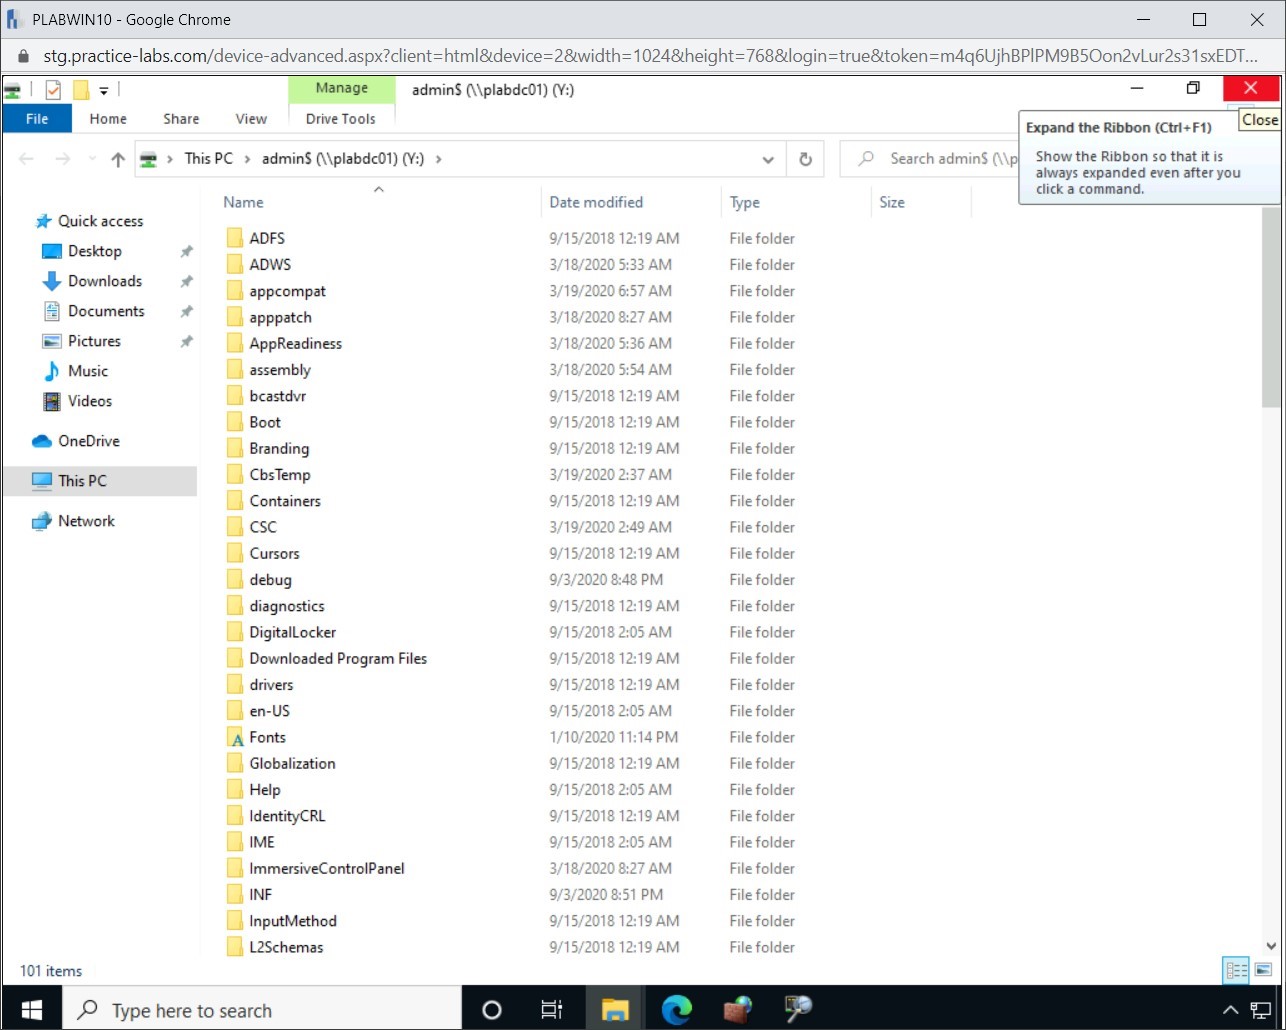 PLABWIN10 - Google Chrome
stg.practice-labs.com/device-advanced.aspx?client=html&device=2&width=1024&height=768&login=true&token=m4q6UjhBPlPM9B5Oon2vLur2s31sxEDT...
Manage
admin$ (\\plabdc01) (Y:)
File
Home
Share
View
Drive Tools
Close
Expand the Ribbon (Ctrl+F1)
Show the Ribbon so that it is
always expanded even after you
click a command.
This PC > admin$ (\\plabdc01) (Y:) >
Search admin$ (\\p
Name Date modified Type Size
Quick access
Desktop
Downloads
Documents
Pictures
Music
Videos
OneDrive
This PC
Network
ADFS 9/15/2018 12:19 AM File folder
ADWS 3/18/2020 5:33 AM File folder
appcompat 3/19/2020 6:57 AM File folder
apppatch 3/18/2020 8:27 AM File folder
AppReadiness 3/18/2020 5:36 AM File folder
assembly 3/18/2020 5:54 AM File folder
bcastdvr 9/15/2018 12:19 AM File folder
Boot 9/15/2018 12:19 AM File folder
Branding 9/15/2018 12:19 AM File folder
CbsTemp 3/19/2020 2:37 AM File folder
Containers 9/15/2018 12:19 AM File folder
CSC 3/19/2020 2:49 AM File folder
Cursors 9/15/2018 12:19 AM File folder
debug 9/3/2020 8:48 PM File folder
diagnostics 9/15/2018 12:19 AM File folder
DigitalLocker 9/15/2018 2:05 AM File folder
Downloaded Program Files 9/15/2018 12:19 AM File folder
drivers 9/15/2018 12:19 AM File folder
en-US 9/15/2018 2:05 AM File folder
Fonts 1/10/2020 11:14 PM File folder
Globalization 9/15/2018 12:19 AM File folder
Help 9/15/2018 2:05 AM File folder
IdentityCRL 9/15/2018 12:19 AM File folder
IME 9/15/2018 2:05 AM File folder
ImmersiveControlPanel 3/18/2020 8:27 AM File folder
INF 9/3/2020 8:51 PM File folder
InputMethod 9/15/2018 12:19 AM File folder
L2Schemas 9/15/2018 12:19 AM File folder
101 items
Type here to search